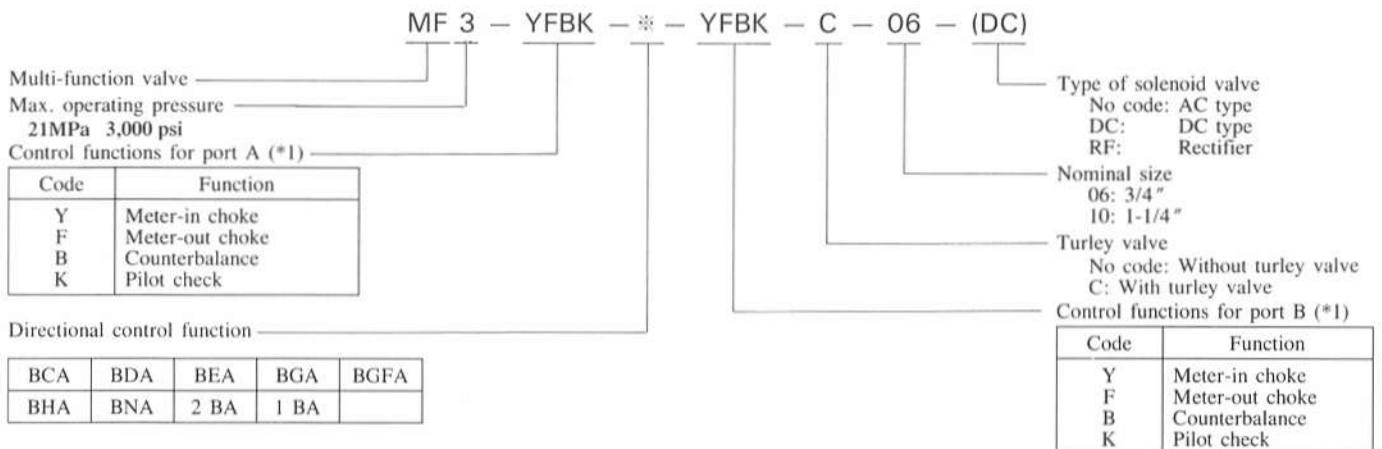 MF 3 — YFBK — ※ — YFBK — C — 06 — (DC)
Multi-function valve
Max. operating pressure
21MPa 3,000 psi
Control functions for port A (*1)
Code Function
Y Meter-in choke
F Meter-out choke
B Counterbalance
K Pilot check
Directional control function
BCA BDA BEA BGA BGFA
BHA BNA 2 BA 1 BA
Type of solenoid valve
No code: AC type
DC: DC type
RF: Rectifier
Nominal size
06: 3/4″
10: 1-1/4″
Turley valve
No code: Without turley valve
C: With turley valve
Control functions for port B (*1)
Code Function
Y Meter-in choke
F Meter-out choke
B Counterbalance
K Pilot check